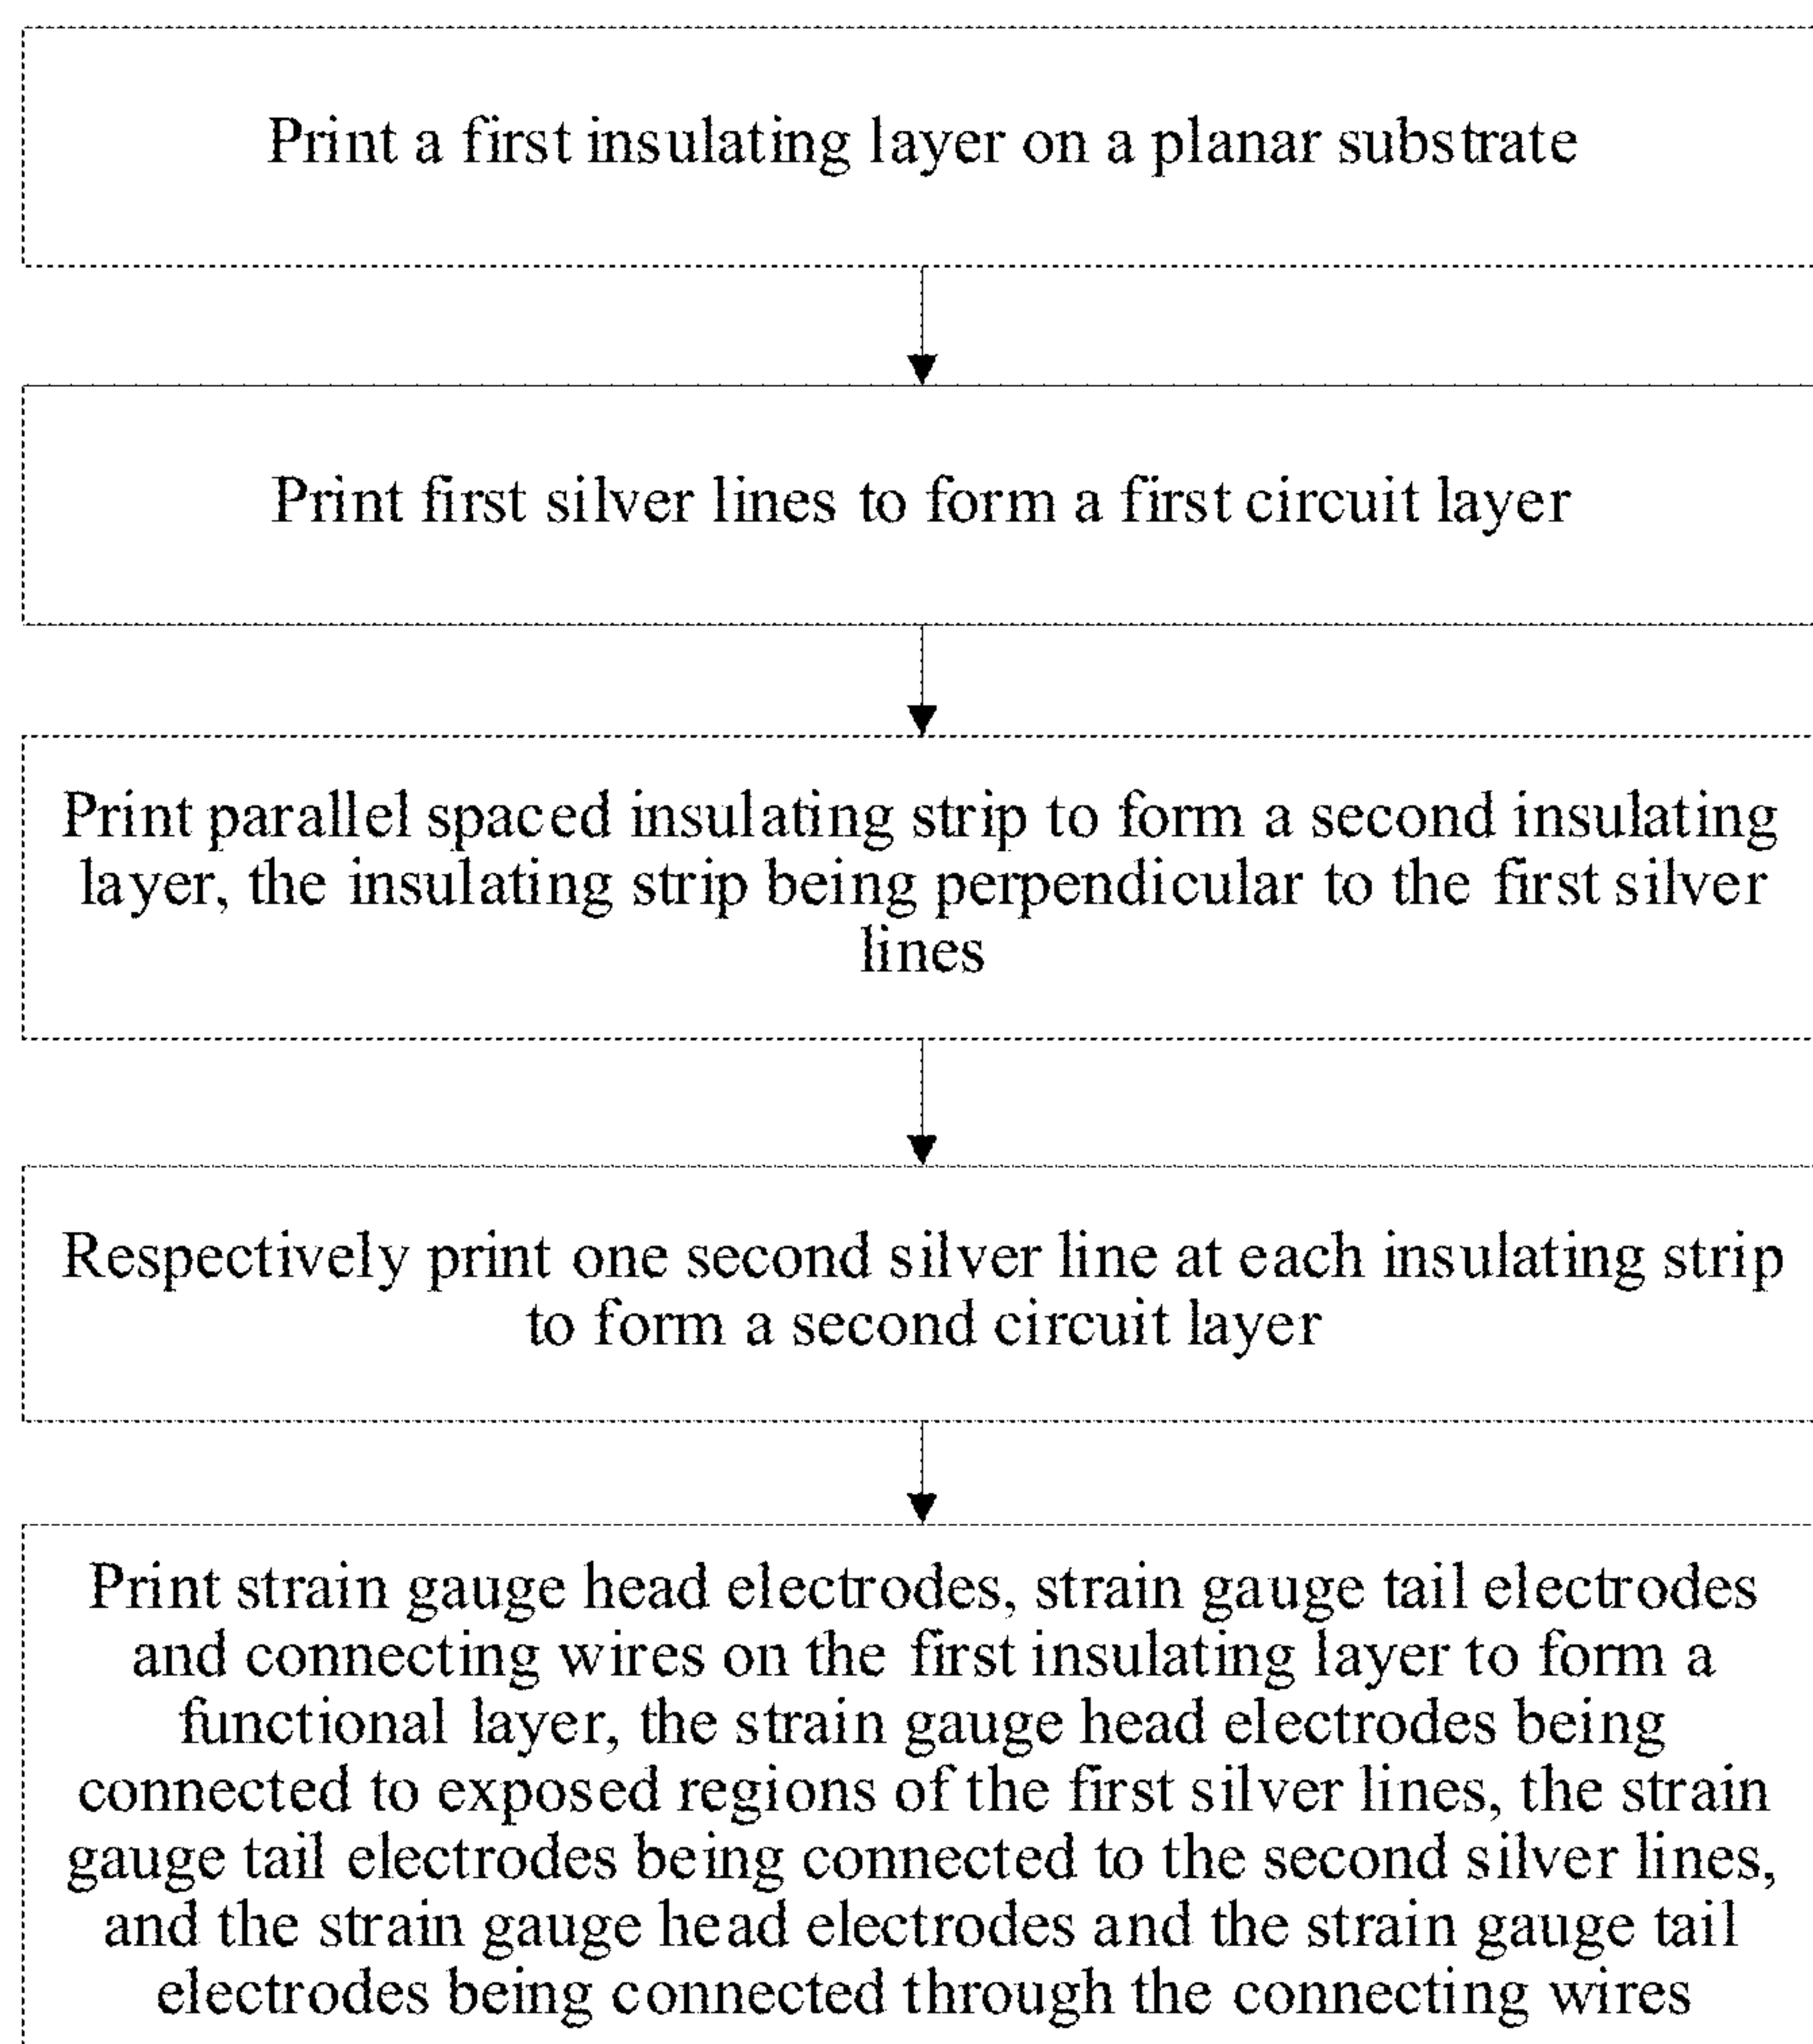 Print a first insulating layer on a planar substrate
Print first silver lines to form a first circuit layer
Print parallel spaced insulating strip to form a second insulating
layer, the insulating strip being perpendicular to the first silver
lines
Respectively print one second silver line at each insulating strip
to form a second circuit layer
Print strain gauge head electrodes, strain gauge tail electrodes
and connecting wires on the first insulating layer to form a
functional layer, the strain gauge head electrodes being
connected to exposed regions of the first silver lines, the strain
gauge tail electrodes being connected to the second silver lines,
and the strain gauge head electrodes and the strain gauge tail
electrodes being connected through the connecting wires